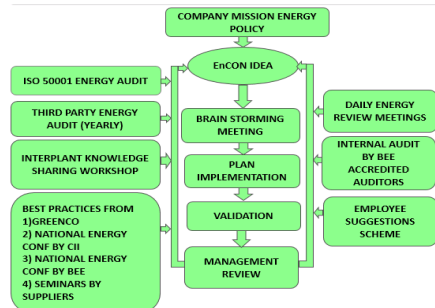 COMPANY MISSION ENERGY
POLICY
EnCON IDEA
ISO 50001 ENERGY AUDIT
THIRD PARTY ENERGY
AUDIT (YEARLY)
INTERPLANT KNOWLEDGE
SHARING WORKSHOP
BEST PRACTICES FROM
1)GREENCO
2) NATIONAL ENERGY
CONF BY CII
3) NATIONAL ENERGY
CONF BY BEE
4) SEMINARS BY
SUPPLIERS
BRAIN STORMING
MEETING
PLAN
IMPLEMENTATION
VALIDATION
MANAGEMENT
REVIEW
DAILY ENERGY
REVIEW MEETINGS
INTERNAL AUDIT
BY BEE
ACCREDITED
AUDITORS
EMPLOYEE
SUGGESTIONS
SCHEME